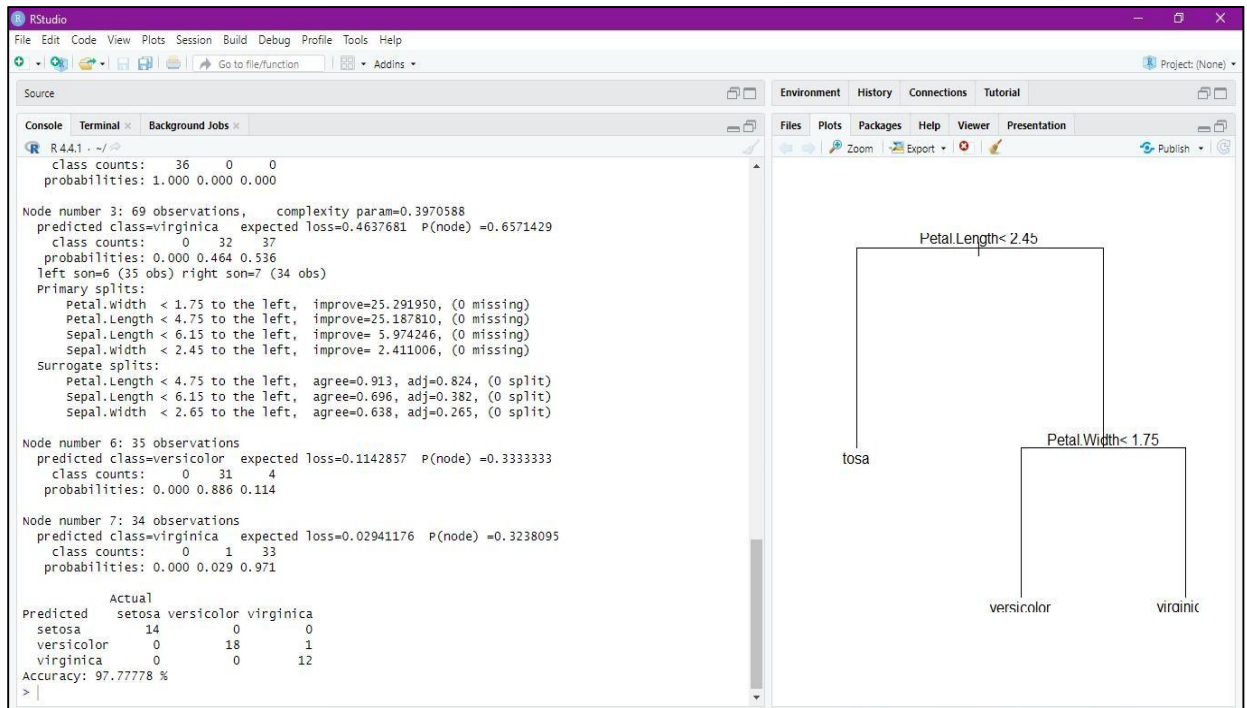 RStudio
File Edit Code View Plots Session Build Debug Profile Tools Help
Go to file/function Addins
Project: (None)
Source
Console Terminal Background Jobs
R 4.4.1 . ~/
class counts: 36 0 0
probabilities: 1.000 0.000 0.000
Node number 3: 69 observations, complexity param=0.3970588
predicted class=virginica expected loss=0.4637681 P(node) =0.6571429
class counts: 0 32 37
probabilities: 0.000 0.464 0.536
left son=6 (35 obs) right son=7 (34 obs)
Primary splits:
Petal.Width < 1.75 to the left, improve=25.291950, (0 missing)
Petal.Length < 4.75 to the left, improve=25.187810, (0 missing)
Sepal.Length < 6.15 to the left, improve= 5.974246, (0 missing)
Sepal.Width < 2.45 to the left, improve= 2.411006, (0 missing)
Surrogate splits:
Petal.Length < 4.75 to the left, agree=0.913, adj=0.824, (0 split)
Sepal.Length < 6.15 to the left, agree=0.696, adj=0.382, (0 split)
Sepal.Width < 2.65 to the left, agree=0.638, adj=0.265, (0 split)
Node number 6: 35 observations
predicted class=versicolor expected loss=0.1142857 P(node) =0.3333333
class counts: 0 31 4
probabilities: 0.000 0.886 0.114
Node number 7: 34 observations
predicted class=virginica expected loss=0.02941176 P(node) =0.3238095
class counts: 0 1 33
probabilities: 0.000 0.029 0.971
Actual
Predicted setosa versicolor virginica
setosa 14 0 0
versicolor 0 18 1
virginica 0 0 12
Accuracy: 97.77778 %
>
Environment History Connections Tutorial
Files Plots Packages Help Viewer Presentation
Zoom Export Publish
Petal.Length< 2.45
Petal.Width< 1.75
tosa
versicolor
virginic